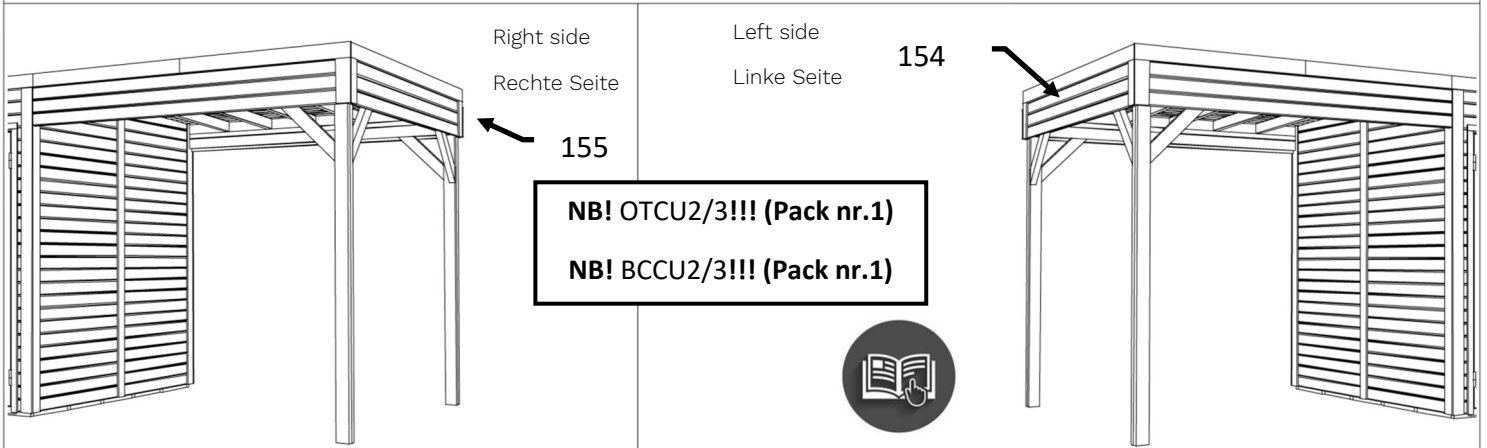 Right side
Rechte Seite
155
Left side
Linke Seite
154
NB! OTCU2/3!!! (Pack nr.1)
NB! BCCU2/3!!! (Pack nr.1)